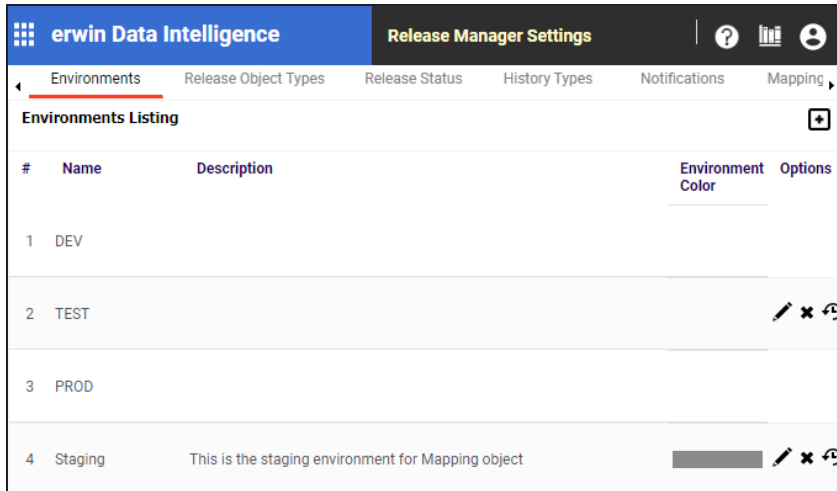 erwin Data Intelligence Release Manager Settings
Environments Release Object Types Release Status History Types Notifications Mapping
Environments Listing
# Name Description Environment Color Options
1 DEV
2 TEST
3 PROD
4 Staging This is the staging environment for Mapping object